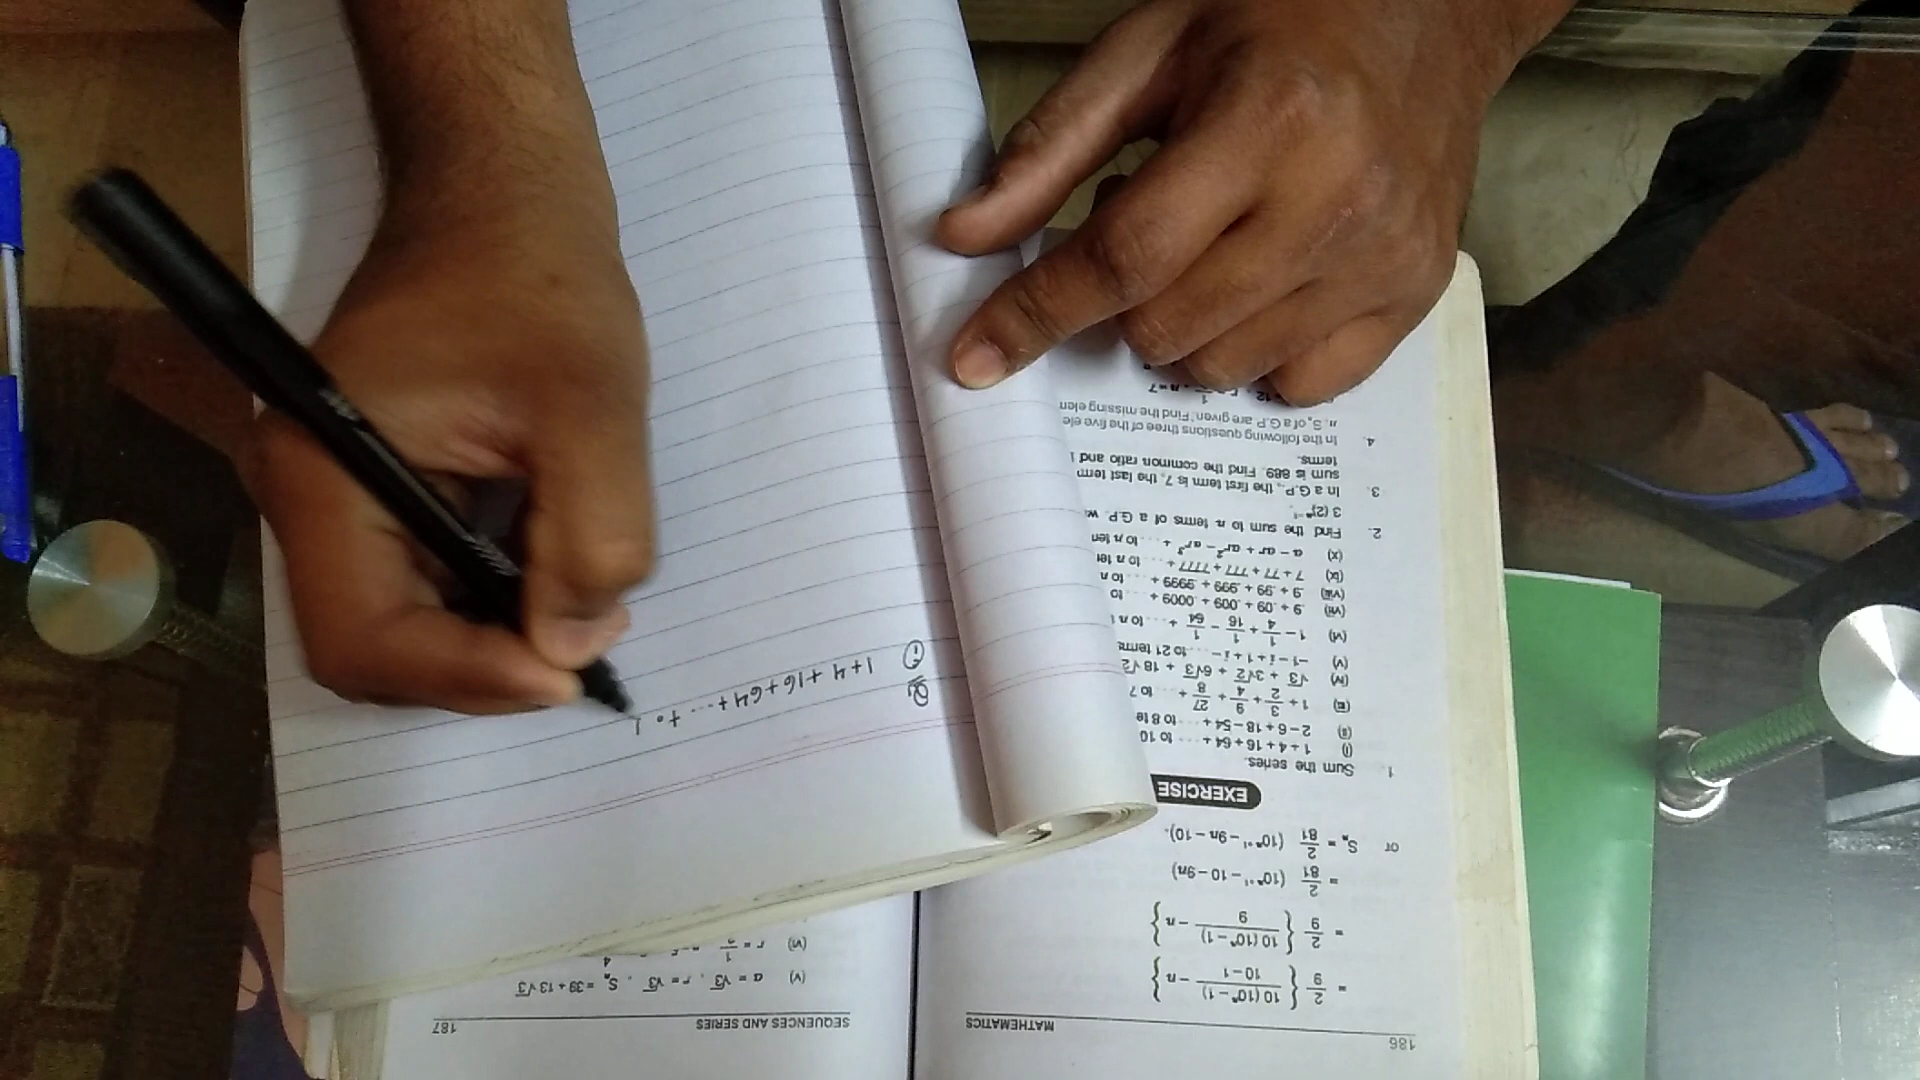 186 MATHEMATICS
= 2/9 { 10 (10ⁿ-1) / 10-1 - n }
= 2/9 { 10 (10ⁿ-1) / 9 - n }
= 2/81 (10ⁿ⁺¹ - 10 - 9n)
or Sₙ = 2/81 (10ⁿ⁺¹ - 9n - 10).
EXERCISE
1. Sum the series.
(i) 1 + 4 + 16 + 64 + ... to 10
(ii) 2 - 6 + 18 - 54 + ... to 8 te
(iii) 1 + 3/2 + 9/4 + 27/8 + ... to 7
(iv) √3 + 3√2 + 6√3 + 18√2
(v) -1 - i + 1 + i - ... to 21 terms
(vi) 1 - 1/4 + 1/16 - 1/64 + ... to n
(vii) .9 + .09 + .009 + .0009 + ... to
(viii) .9 + .99 + .999 + .9999 + ... to n
(ix) 7 + 77 + 777 + 7777 + ... to n ter
(x) a - ar + ar² - ar³ + ... to n ter
2. Find the sum to n terms of a G.P.
3 (2)ⁿ⁻¹.
3. In a G.P., the first term is 7, the last term
sum is 889. Find the common ratio and
terms.
4. In the following questions three of the five ele
n, Sₙ of a G.P. are given. Find the missing elen
n = 7
SEQUENCES AND SERIES 187
(v) a = √3, r = √3, Sₙ = 39 + 13√3
(vi)
Q
(i) 1+4+16+64+... to 1